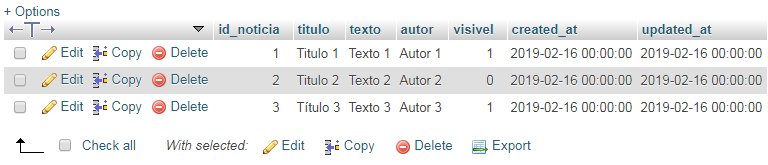 + Options
id_noticia titulo texto autor visivel created_at updated_at
Edit Copy Delete 1 Titulo 1 Texto 1 Autor 1 1 2019-02-16 00:00:00 2019-02-16 00:00:00
Edit Copy Delete 2 Titulo 2 Texto 2 Autor 2 0 2019-02-16 00:00:00 2019-02-16 00:00:00
Edit Copy Delete 3 Título 3 Texto 3 Autor 3 1 2019-02-16 00:00:00 2019-02-16 00:00:00
Check all With selected: Edit Copy Delete Export